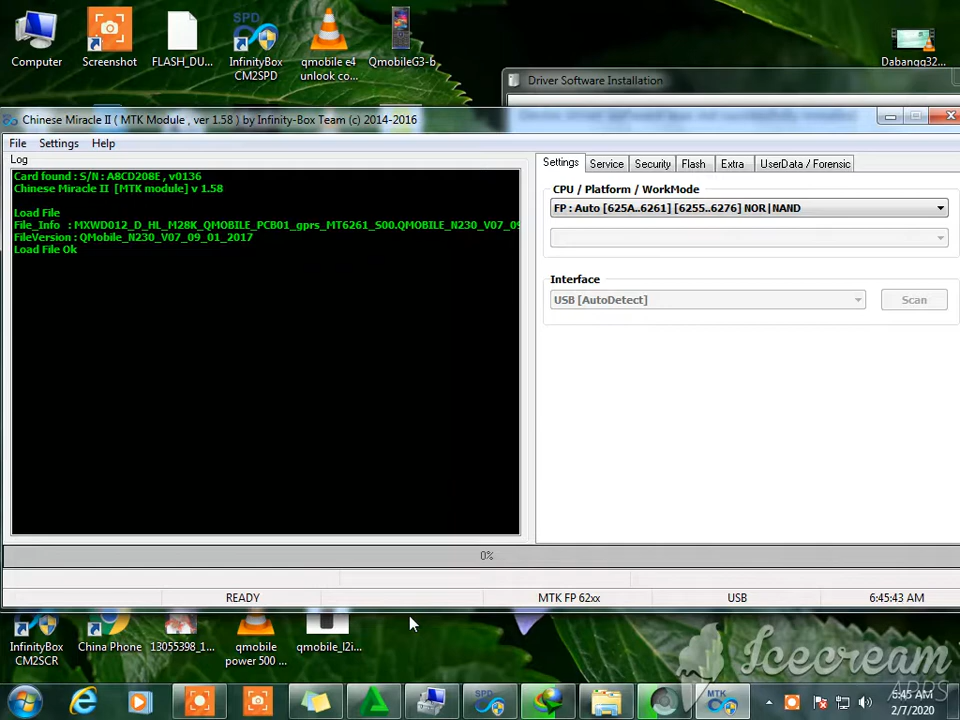 Computer
Screenshot
FLASH_DU...
SPD
InfinityBox
CM2SPD
qmobile e4
unlook co...
QmobileG3-b
Dabangg32...
Driver Software Installation
Chinese Miracle II ( MTK Module , ver 1.58 ) by Infinity-Box Team (c) 2014-2016
File Settings Help
Log
Card found : S/N : A8CD208E , v0136
Chinese Miracle II [MTK module] v 1.58
Load File
File_Info : MXWD012_D_HL_M28K_QMOBILE_PCB01_gprs_MT6261_S00.QMOBILE_N230_V07_09
FileVersion : QMobile_N230_V07_09_01_2017
Load File Ok
Settings Service Security Flash Extra UserData / Forensic
CPU / Platform / WorkMode
FP : Auto [625A..6261] [6255..6276] NOR|NAND
Interface
USB [AutoDetect]
Scan
0%
READY
MTK FP 62xx
USB
6:45:43 AM
InfinityBox
CM2SCR
China Phone
13055398_1...
qmobile
power 500 ...
qmobile_l2i...
Icecream
APPS
SPD
MTK
6:45 AM
2/7/2020